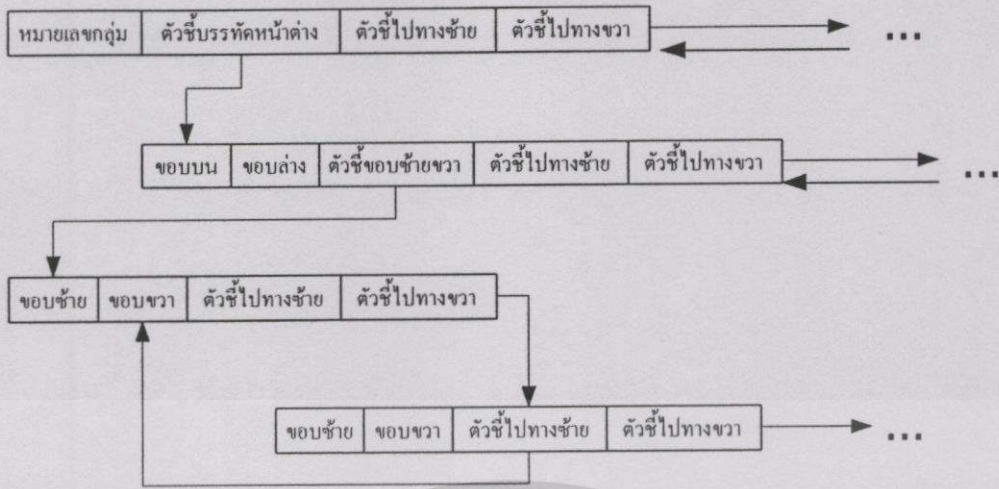 หมายเลขกลุ่ม ตัวชี้บรรทัดหน้าต่าง ตัวชี้ไปทางซ้าย ตัวชี้ไปทางขวา ...
ขอบบน ขอบล่าง ตัวชี้ขอบซ้ายขวา ตัวชี้ไปทางซ้าย ตัวชี้ไปทางขวา ...
ขอบซ้าย ขอบขวา ตัวชี้ไปทางซ้าย ตัวชี้ไปทางขวา
ขอบซ้าย ขอบขวา ตัวชี้ไปทางซ้าย ตัวชี้ไปทางขวา ...